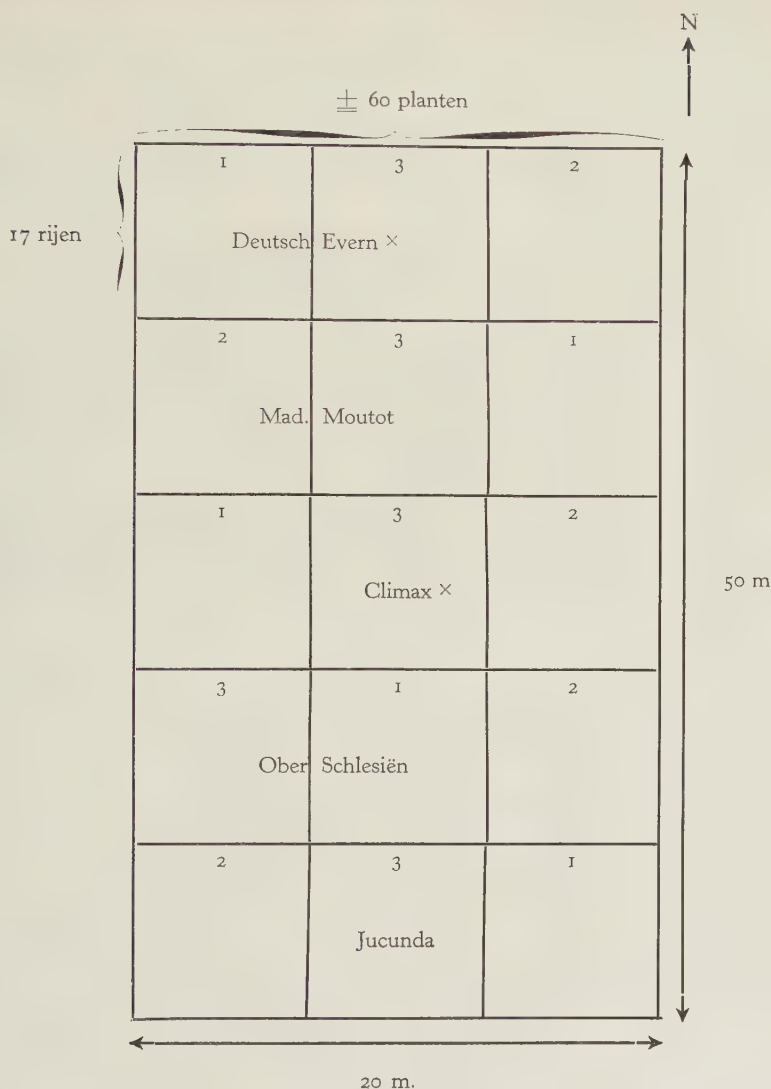 N
± 60 planten
1 3 2
17 rijen
Deutsch Evern ×
2 3 1
Mad. Moutot
1 3 2
Climax ×
50 m
3 1 2
Ober Schlesiën
2 3 1
Jucunda
20 m.